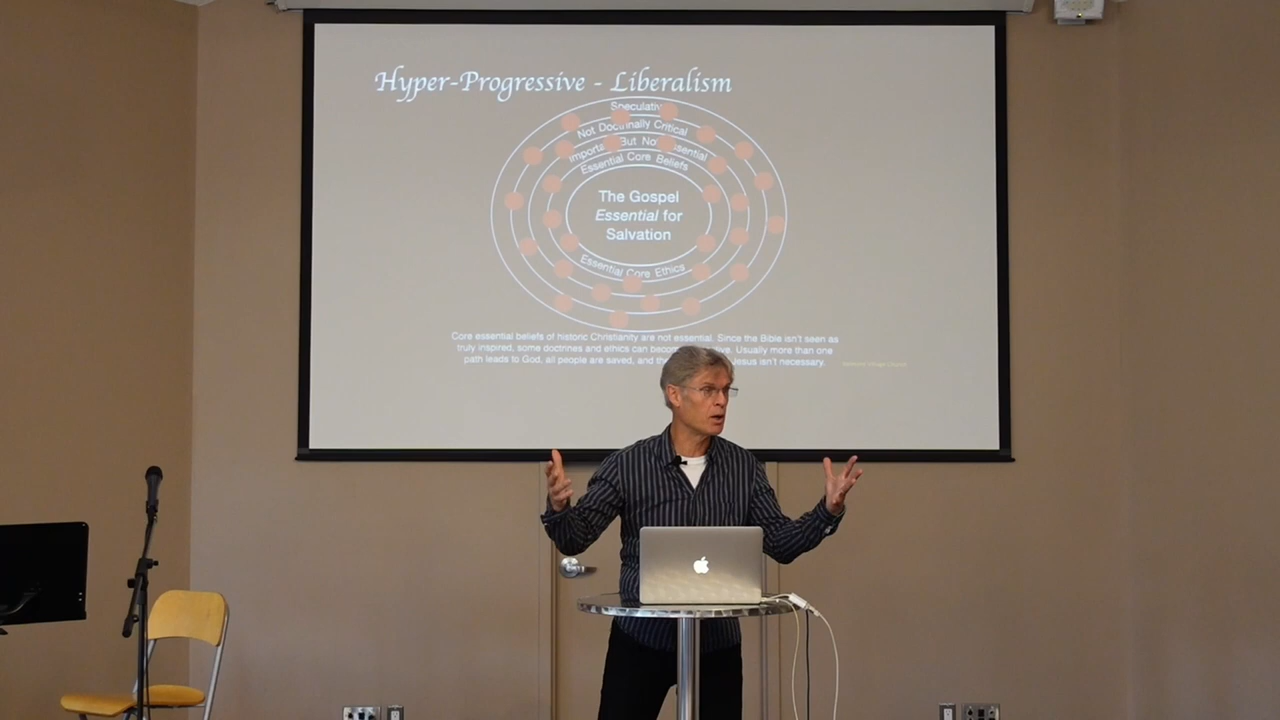 Hyper-Progressive - Liberalism
Not Doctrinally Critical
But
Essential Core Beliefs
The Gospel
Essential for
Salvation
Essential Core Ethics
Core essential beliefs of historic Christianity are not essential. Since the Bible isn't seen as
truly inspired, some doctrines and ethics can Usually more than one
path leads to God, all people are saved, and Jesus isn't necessary.